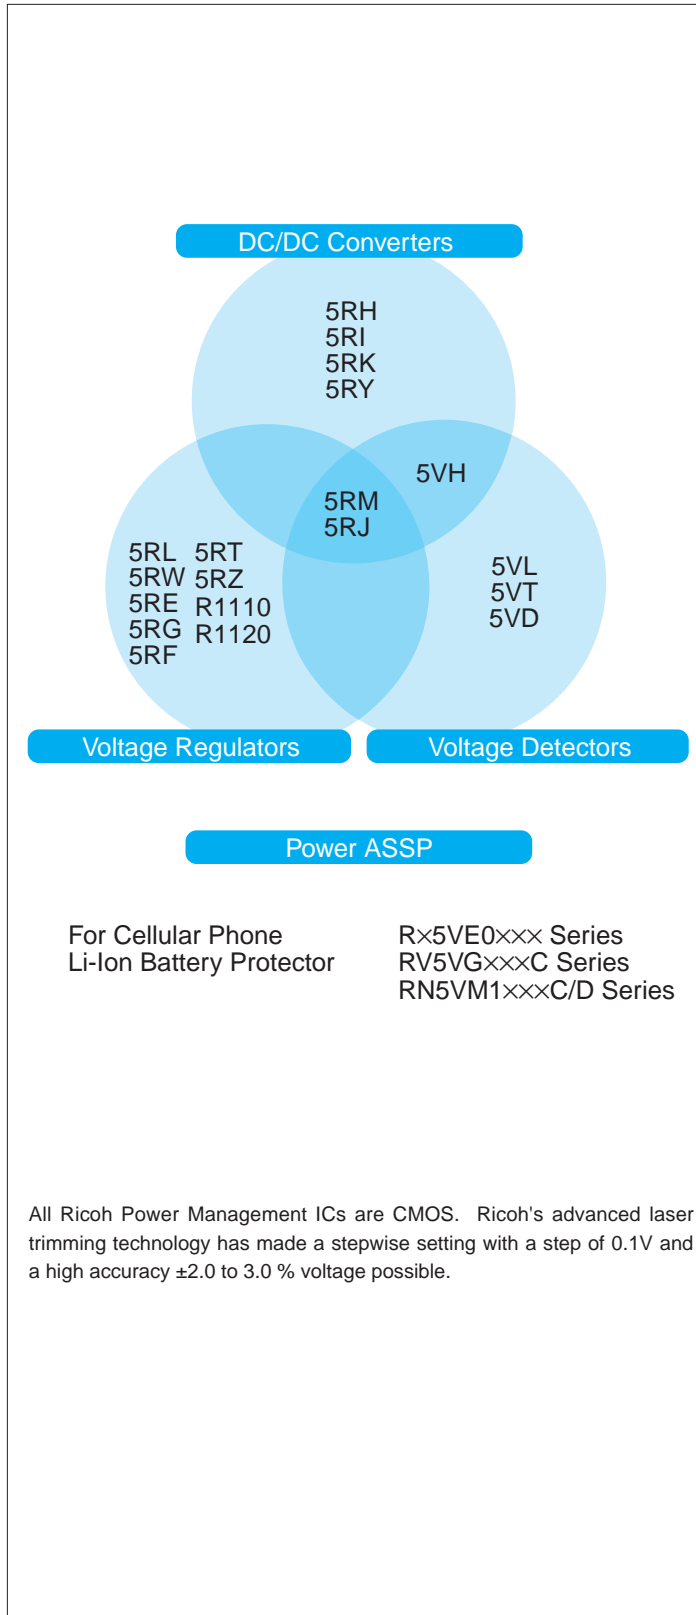 DC/DC Converters
5RH
5RI
5RK
5RY
5VH
5RM
5RJ
5RL 5RT
5RW 5RZ
5RE R1110
5RG R1120
5RF
5VL
5VT
5VD
Voltage Regulators
Voltage Detectors
Power ASSP
For Cellular Phone R×5VE0××× Series
Li-Ion Battery Protector RV5VG×××C Series
RN5VM1×××C/D Series
All Ricoh Power Management ICs are CMOS. Ricoh's advanced laser
trimming technology has made a stepwise setting with a step of 0.1V and
a high accuracy ±2.0 to 3.0 % voltage possible.